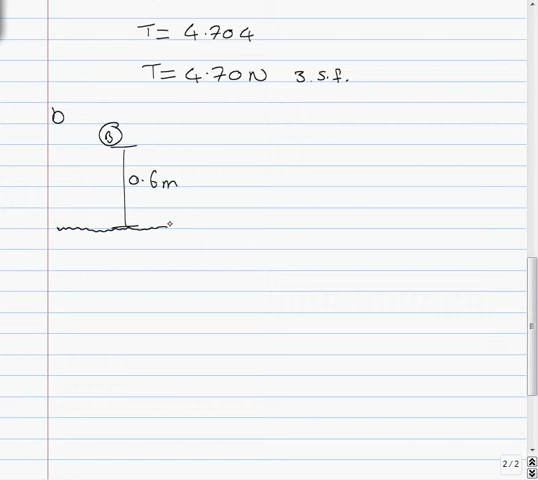 T = 4.704
T = 4.70N 3.s.f.
b
B
0.6m
2/2